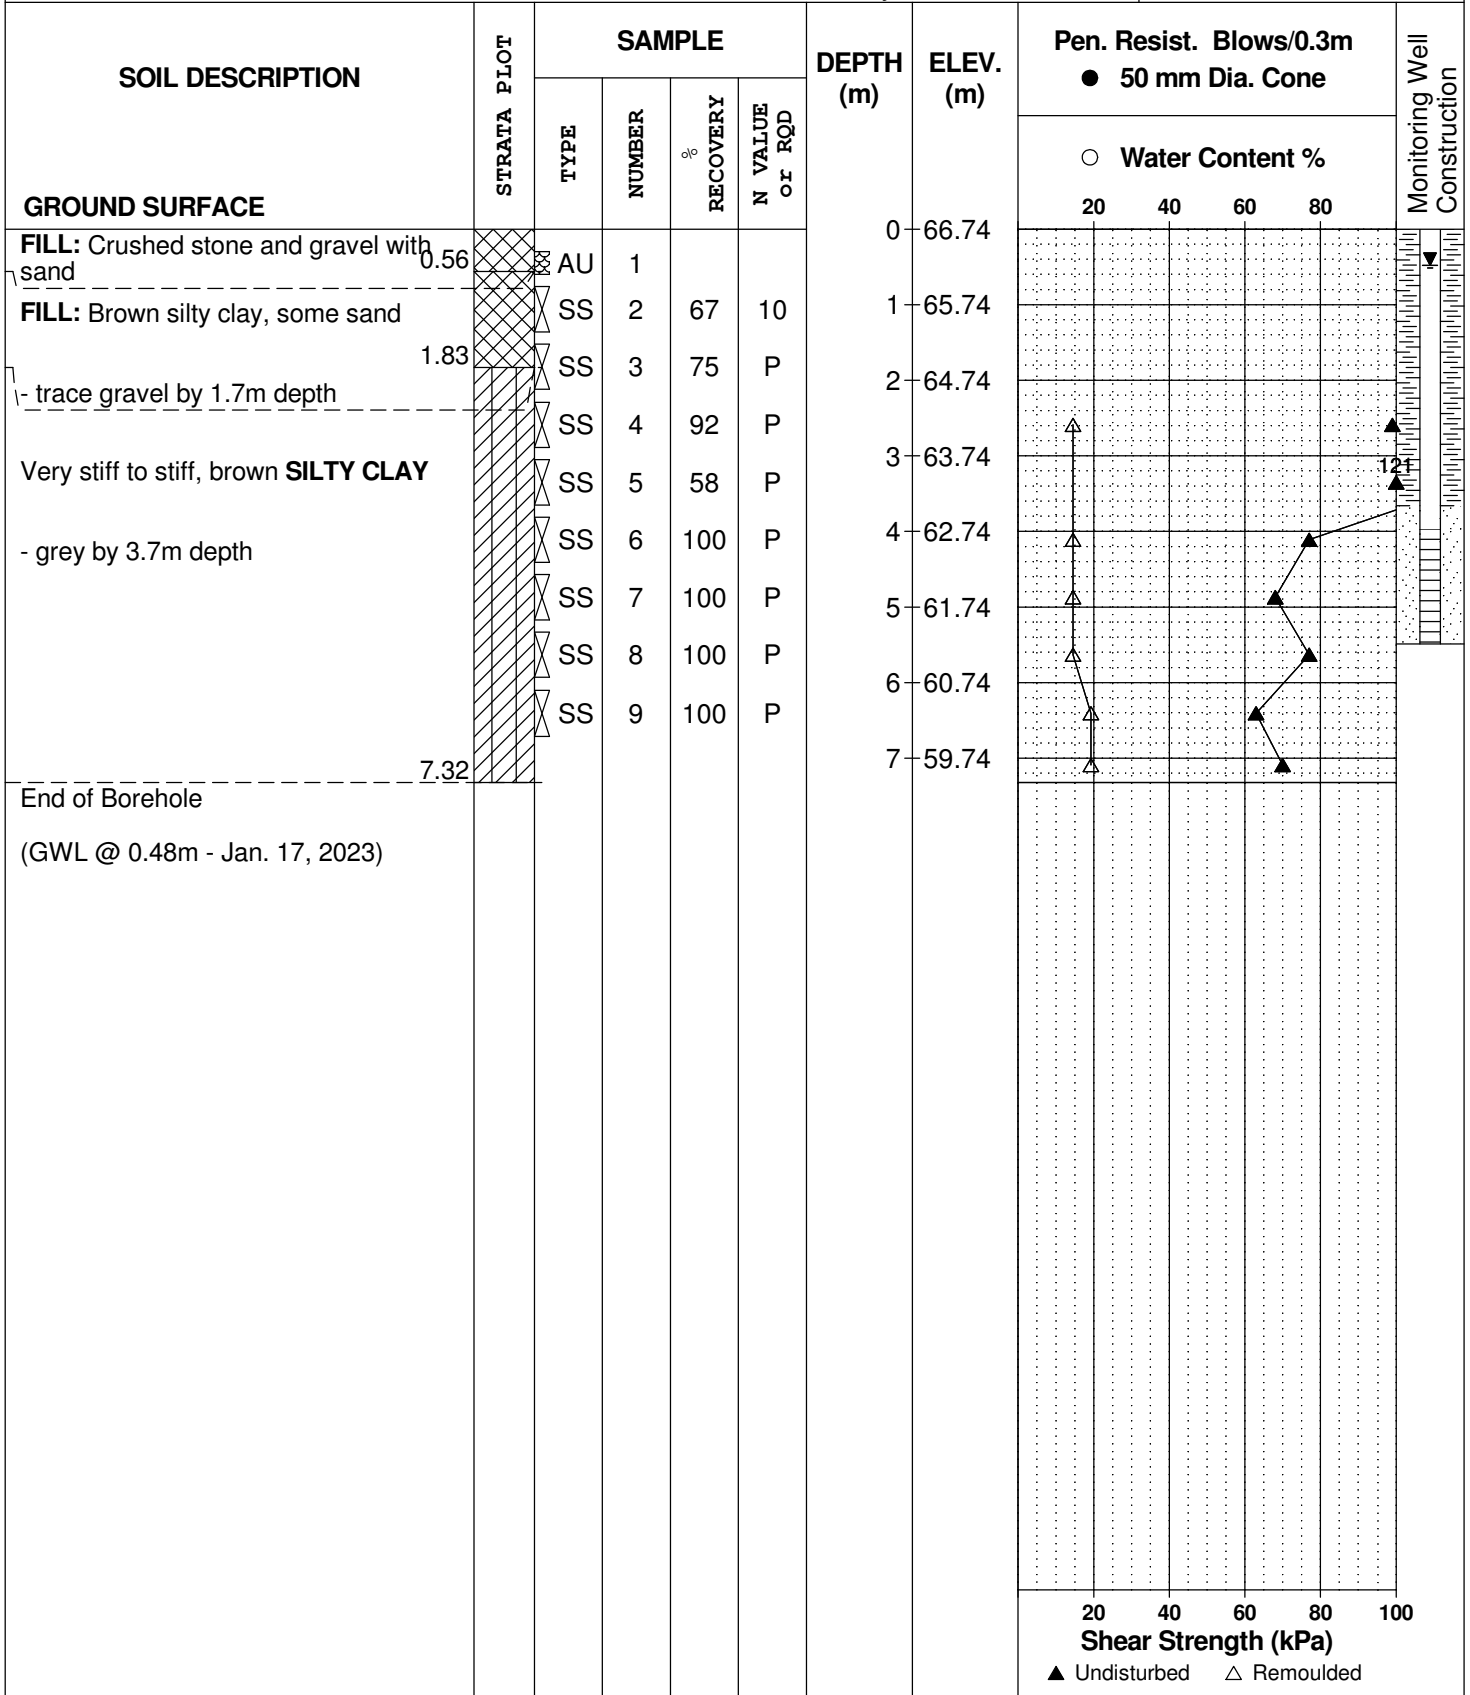 SOIL DESCRIPTION
GROUND SURFACE
STRATA PLOT
SAMPLE
TYPE
NUMBER
%
RECOVERY
N VALUE
or RQD
DEPTH
(m)
ELEV.
(m)
Pen. Resist. Blows/0.3m
● 50 mm Dia. Cone
○ Water Content %
20 40 60 80
Monitoring Well
Construction
0 66.74
FILL: Crushed stone and gravel with
sand
0.56
AU 1
FILL: Brown silty clay, some sand
SS 2 67 10
1 65.74
1.83
SS 3 75 P
2 64.74
- trace gravel by 1.7m depth
SS 4 92 P
3 63.74
121
Very stiff to stiff, brown SILTY CLAY
SS 5 58 P
4 62.74
SS 6 100 P
- grey by 3.7m depth
SS 7 100 P
5 61.74
SS 8 100 P
6 60.74
SS 9 100 P
7 59.74
7.32
End of Borehole
(GWL @ 0.48m - Jan. 17, 2023)
20 40 60 80 100
Shear Strength (kPa)
▲ Undisturbed △ Remoulded